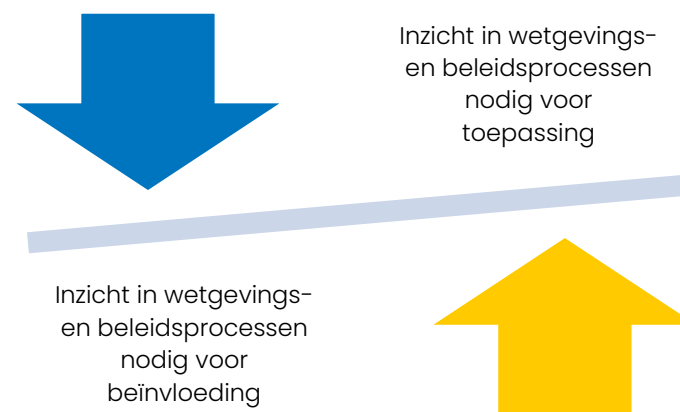 Inzicht in wetgevings-
en beleidsprocessen
nodig voor
toepassing
Inzicht in wetgevings-
en beleidsprocessen
nodig voor
beïnvloeding